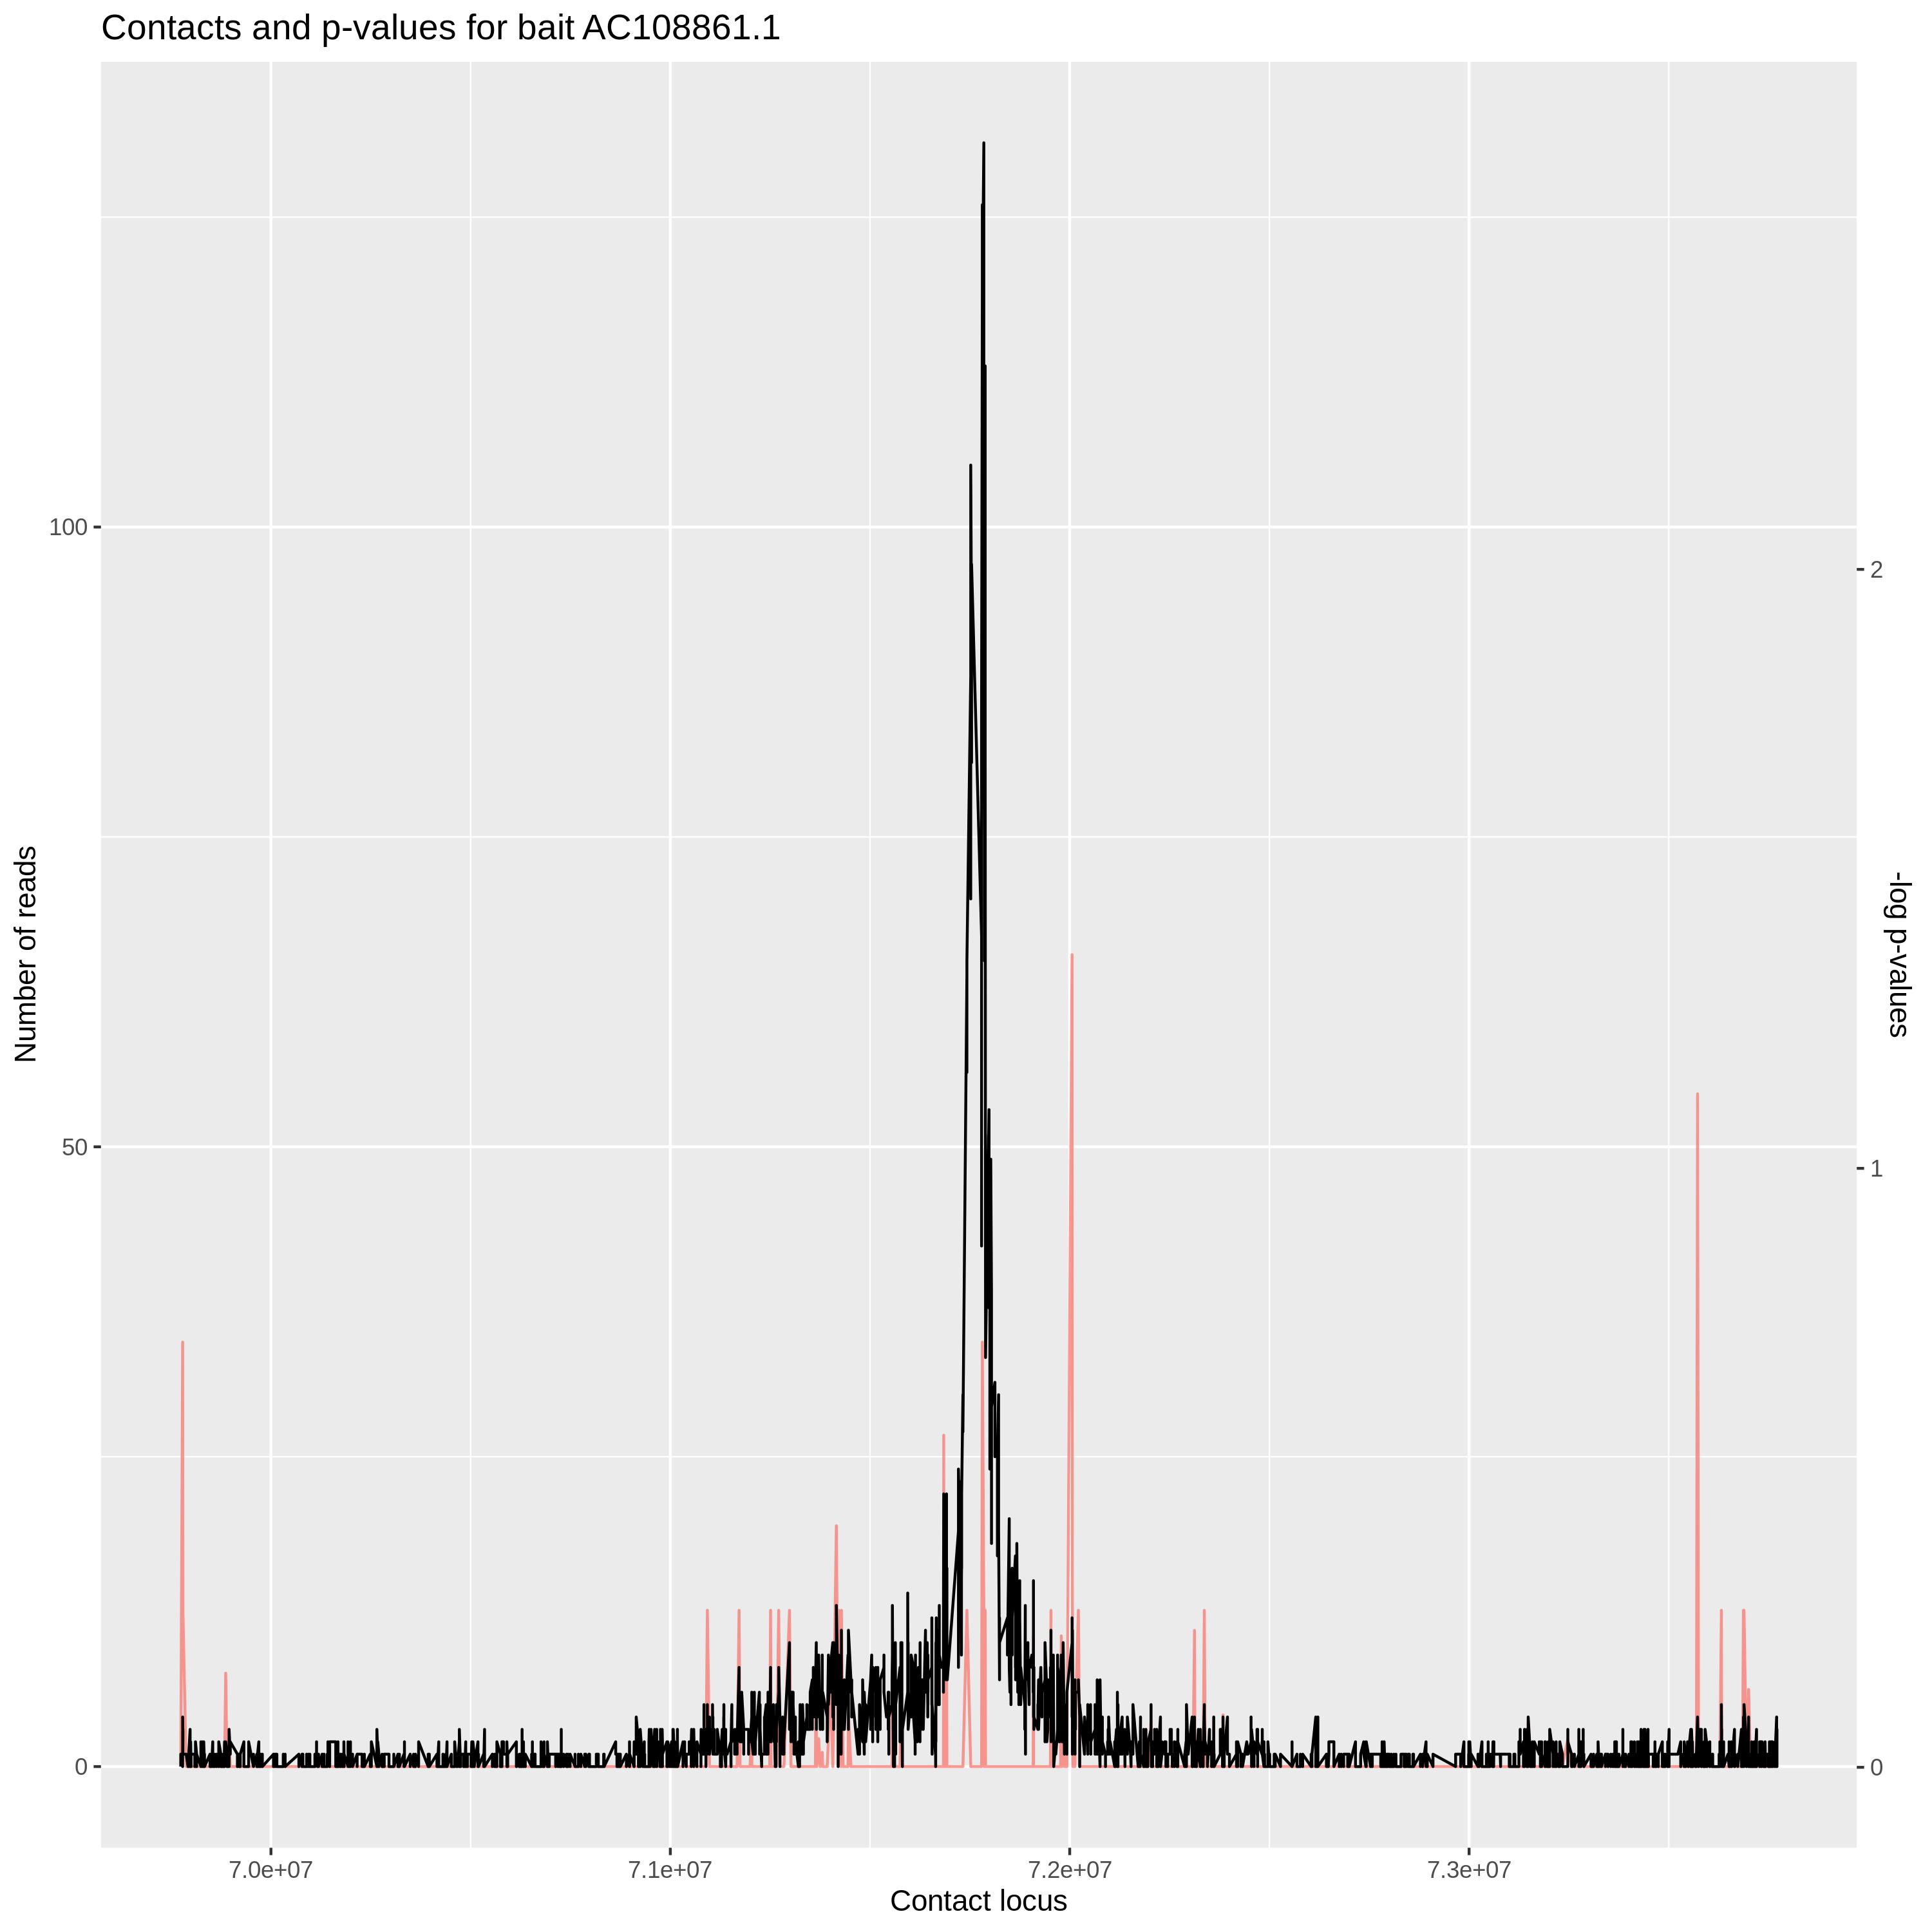 Contacts and p-values for bait AC108861.1
Number of reads
100
50
0
2
1
0
-log p-values
7.0e+07 7.1e+07 7.2e+07 7.3e+07
Contact locus